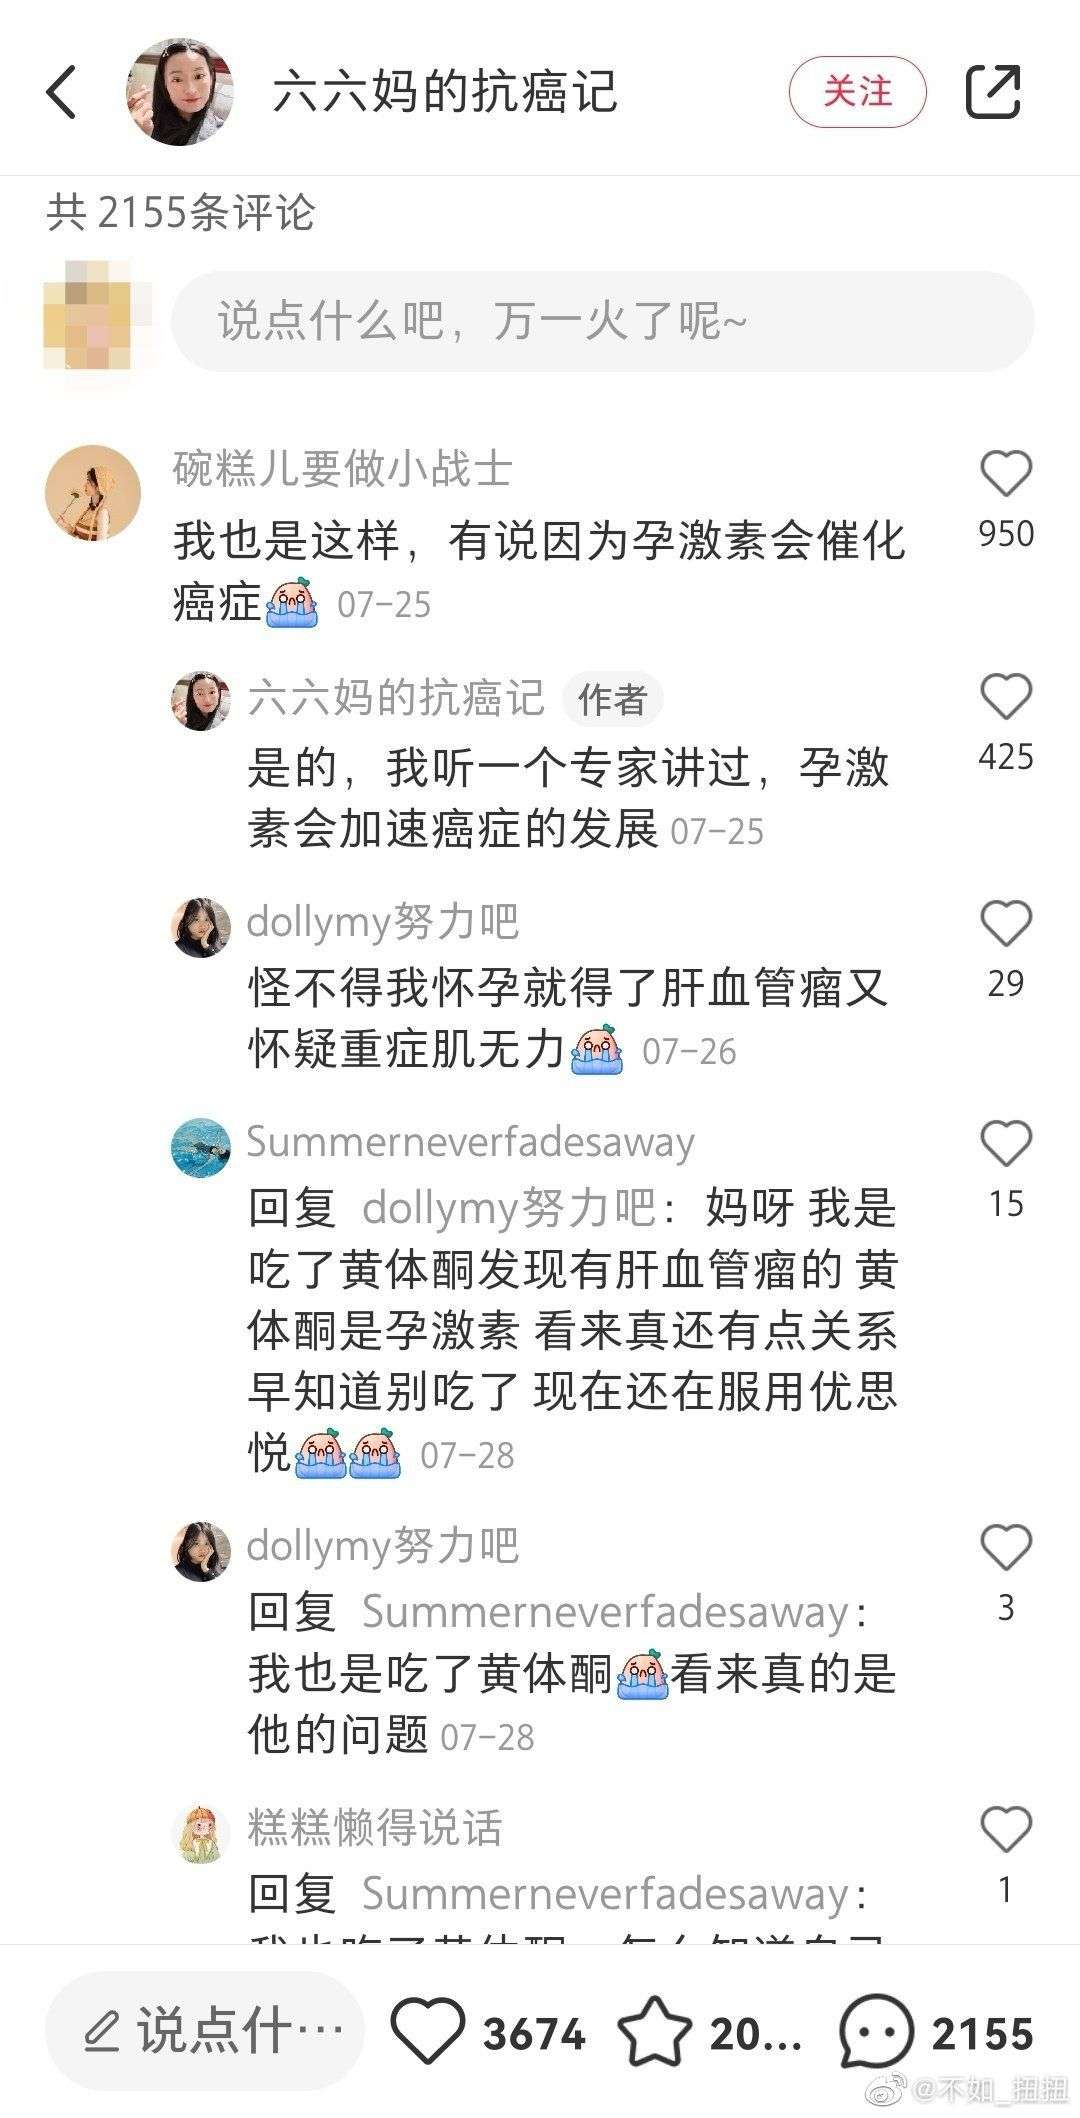 六六妈的抗癌记
关注
共 2155条评论
说点什么吧，万一火了呢~
碗糕儿要做小战士
我也是这样，有说因为孕激素会催化
950
癌症 07-25
六六妈的抗癌记 作者
是的，我听一个专家讲过，孕激
425
素会加速癌症的发展 07-25
dollymy努力吧
怪不得我怀孕就得了肝血管瘤又
29
怀疑重症肌无力 07-26
Summerneverfadesaway
回复 dollymy努力吧：妈呀 我是
15
吃了黄体酮发现有肝血管瘤的 黄
体酮是孕激素 看来真还有点关系
早知道别吃了 现在还在服用优思
悦 07-28
dollymy努力吧
回复 Summerneverfadesaway：
3
我也是吃了黄体酮看来真的是
他的问题 07-28
糕糕懒得说话
回复 Summerneverfadesaway：
1
说点什…
3674
20...
2155
@不如_扭扭